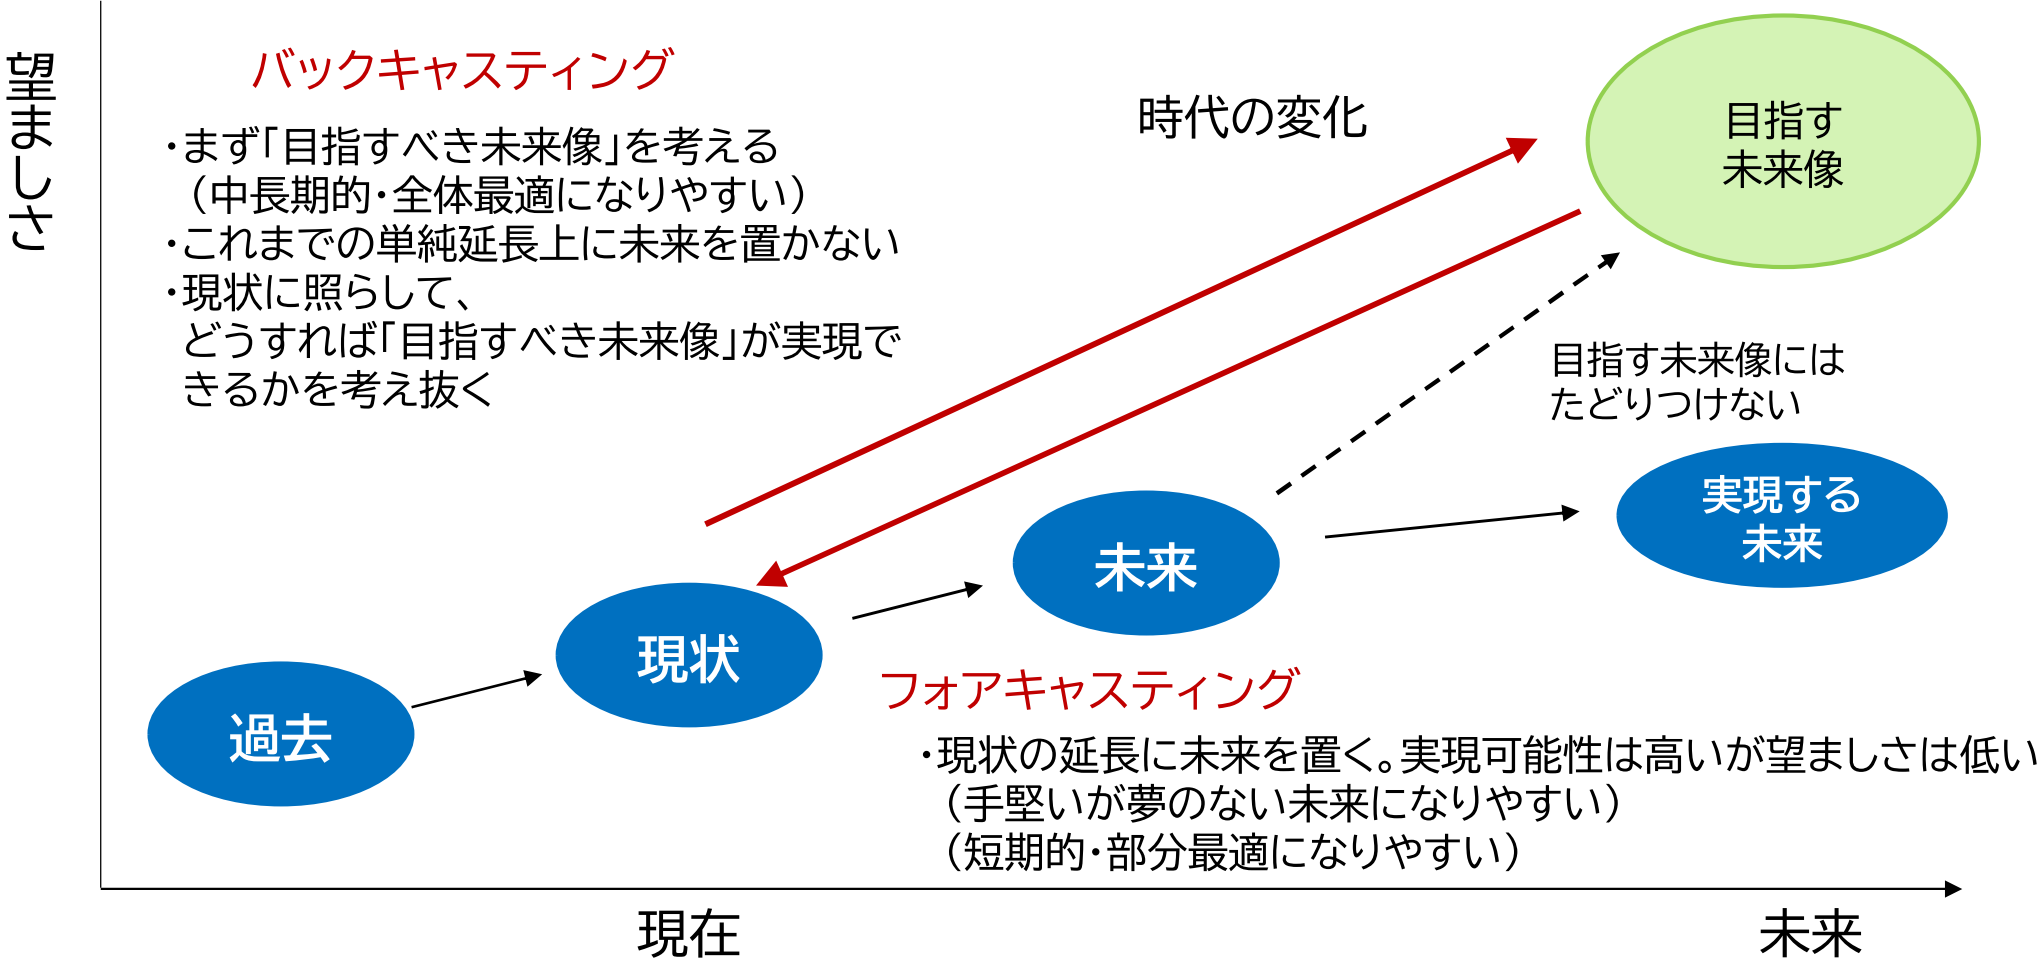 望ましさ
バックキャスティング
・まず「目指すべき未来像」を考える
（中長期的・全体最適になりやすい）
・これまでの単純延長上に未来を置かない
・現状に照らして、
どうすれば「目指すべき未来像」が実現で
きるかを考え抜く
時代の変化
目指す
未来像
目指す未来像には
たどりつけない
実現する
未来
未来
現状
過去
フォアキャスティング
・現状の延長に未来を置く。実現可能性は高いが望ましさは低い
（手堅いが夢のない未来になりやすい）
（短期的・部分最適になりやすい）
現在
未来